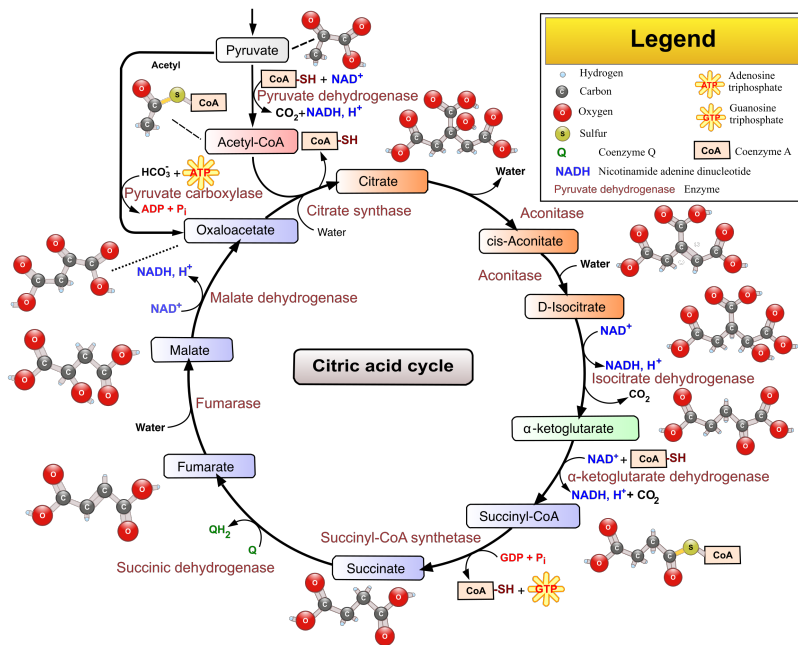 Legend
Hydrogen
C Carbon
O Oxygen
S Sulfur
Q Coenzyme Q
ATP Adenosine triphosphate
GTP Guanosine triphosphate
CoA Coenzyme A
NADH Nicotinamide adenine dinucleotide
Pyruvate dehydrogenase Enzyme
Pyruvate
Acetyl
S CoA
CoA-SH + NAD⁺
Pyruvate dehydrogenase
CO₂+NADH, H⁺
Acetyl-CoA
CoA-SH
HCO₃⁻ + ATP
Pyruvate carboxylase
ADP + Pᵢ
Citrate
Citrate synthase
Water
Oxaloacetate
Water
Aconitase
cis-Aconitate
Aconitase
Water
D-Isocitrate
NAD⁺
NADH, H⁺
Isocitrate dehydrogenase
CO₂
α-ketoglutarate
NAD⁺ + CoA-SH
α-ketoglutarate dehydrogenase
NADH, H⁺ + CO₂
Succinyl-CoA
S CoA
Succinyl-CoA synthetase
GDP + Pᵢ
CoA-SH + GTP
Succinate
Succinic dehydrogenase
Q
QH₂
Fumarate
Water
Fumarase
Malate
NAD⁺
Malate dehydrogenase
NADH, H⁺
Citric acid cycle